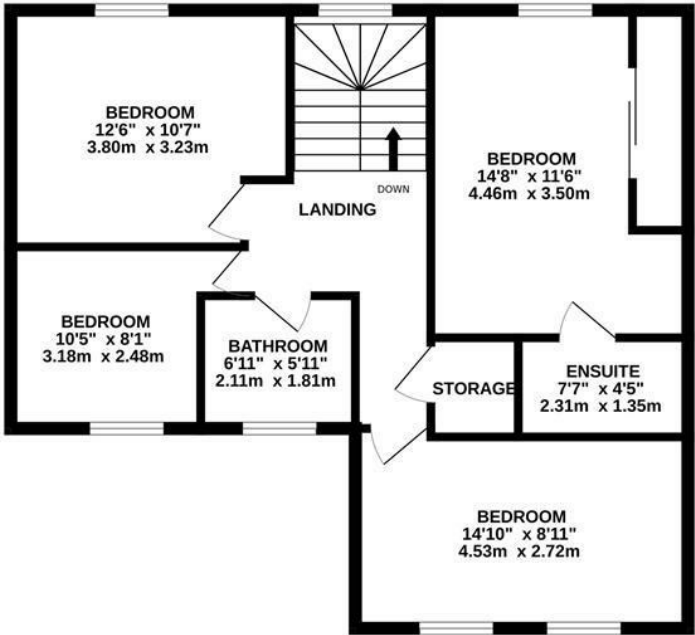 BEDROOM
12'6" x 10'7"
3.80m x 3.23m
BEDROOM
14'8" x 11'6"
4.46m x 3.50m
DOWN
LANDING
BEDROOM
10'5" x 8'1"
3.18m x 2.48m
BATHROOM
6'11" x 5'11"
2.11m x 1.81m
STORAGE
ENSUITE
7'7" x 4'5"
2.31m x 1.35m
BEDROOM
14'10" x 8'11"
4.53m x 2.72m